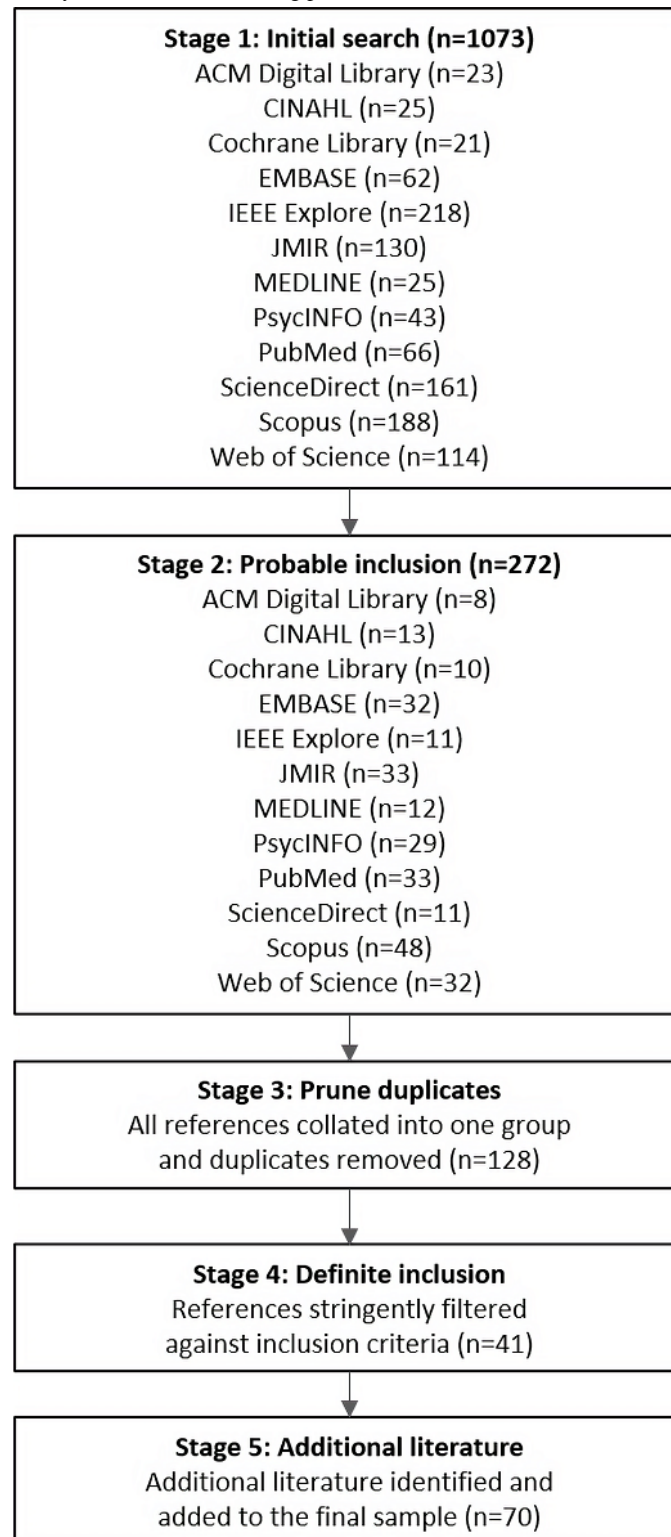 Stage 1: Initial search (n=1073)
ACM Digital Library (n=23)
CINAHL (n=25)
Cochrane Library (n=21)
EMBASE (n=62)
IEEE Explore (n=218)
JMIR (n=130)
MEDLINE (n=25)
PsycINFO (n=43)
PubMed (n=66)
ScienceDirect (n=161)
Scopus (n=188)
Web of Science (n=114)
Stage 2: Probable inclusion (n=272)
ACM Digital Library (n=8)
CINAHL (n=13)
Cochrane Library (n=10)
EMBASE (n=32)
IEEE Explore (n=11)
JMIR (n=33)
MEDLINE (n=12)
PsycINFO (n=29)
PubMed (n=33)
ScienceDirect (n=11)
Scopus (n=48)
Web of Science (n=32)
Stage 3: Prune duplicates
All references collated into one group
and duplicates removed (n=128)
Stage 4: Definite inclusion
References stringently filtered
against inclusion criteria (n=41)
Stage 5: Additional literature
Additional literature identified and
added to the final sample (n=70)